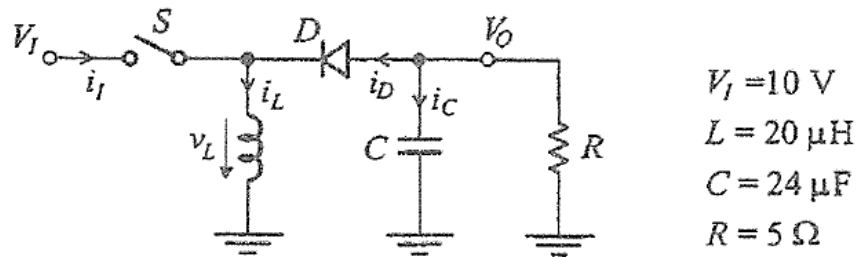 V_I S D V_O
i_I i_L i_D i_C
v_L C R
V_I =10 V
L = 20 µH
C = 24 µF
R = 5 Ω